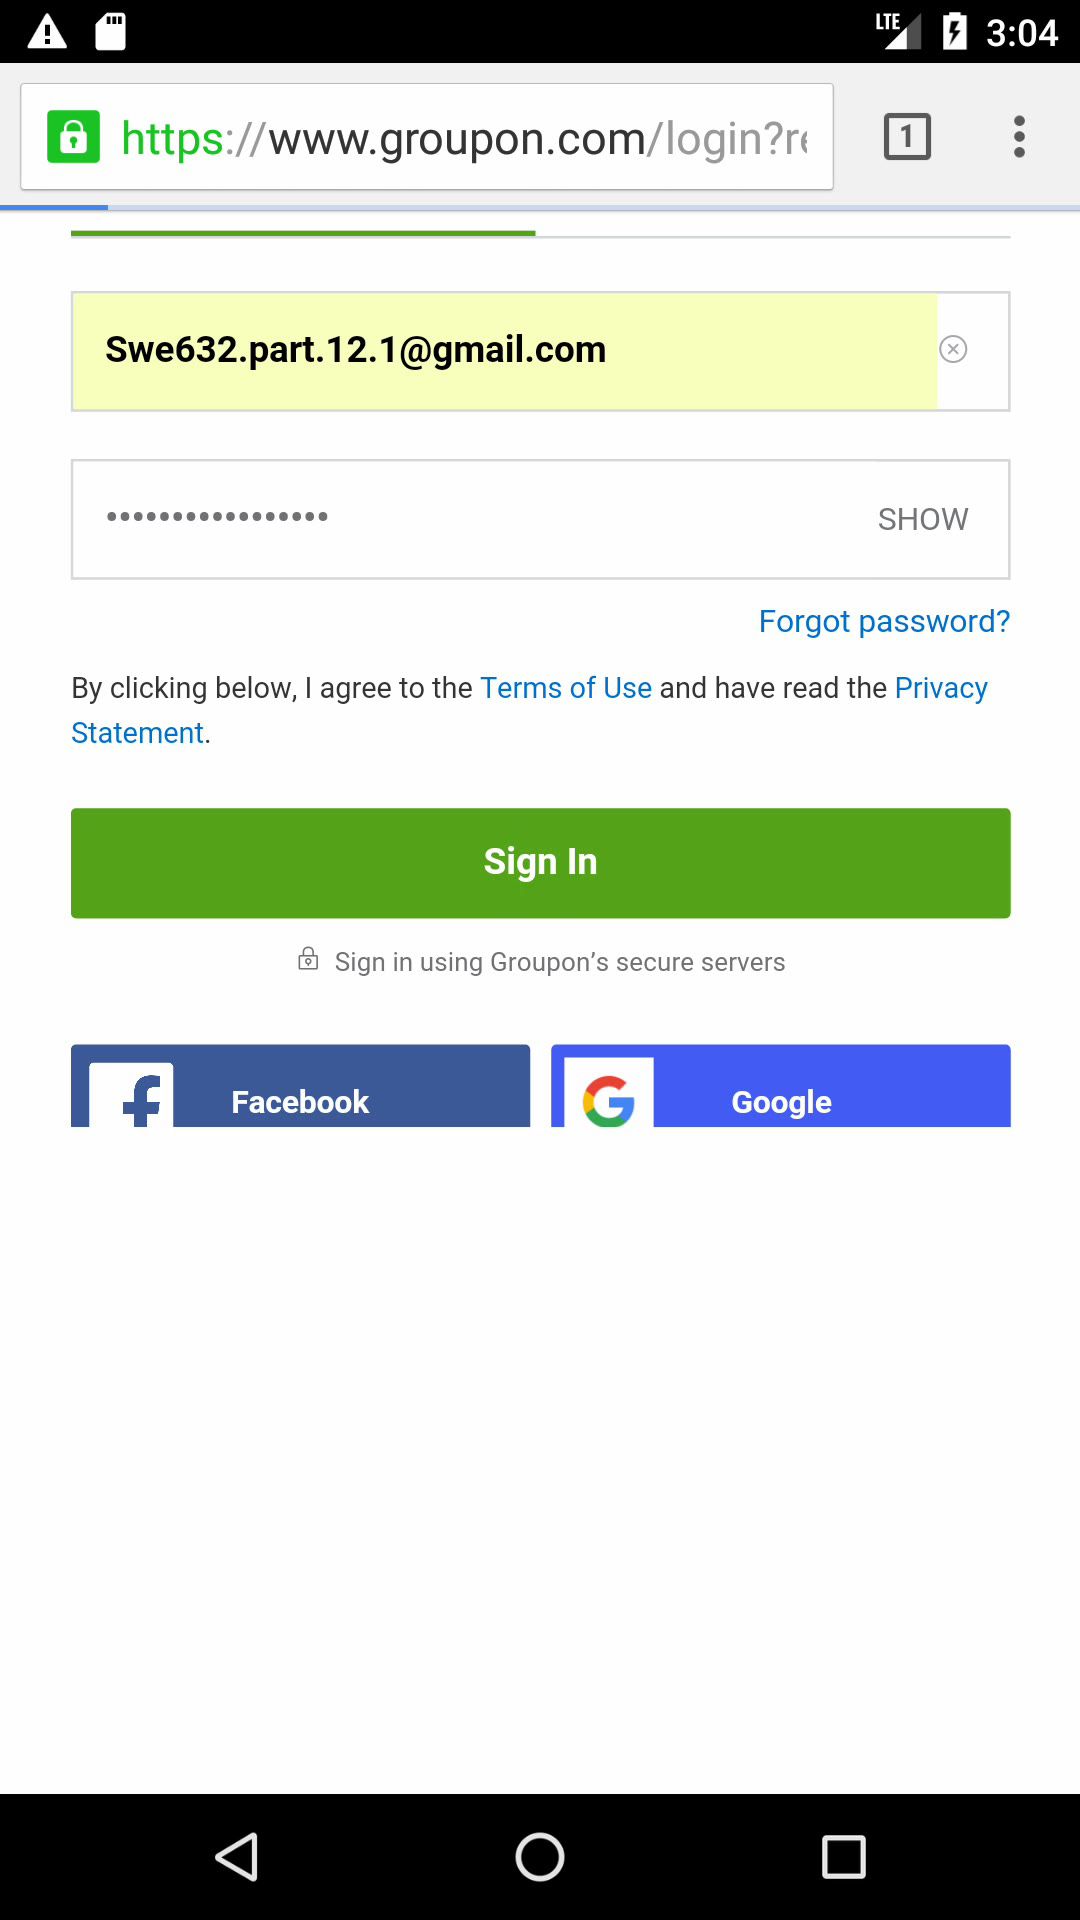 LTE 3:04
https://www.groupon.com/login?re
1
Swe632.part.12.1@gmail.com
•••••••••••••••••
SHOW
Forgot password?
By clicking below, I agree to the Terms of Use and have read the Privacy
Statement.
Sign In
Sign in using Groupon’s secure servers
Facebook
Google